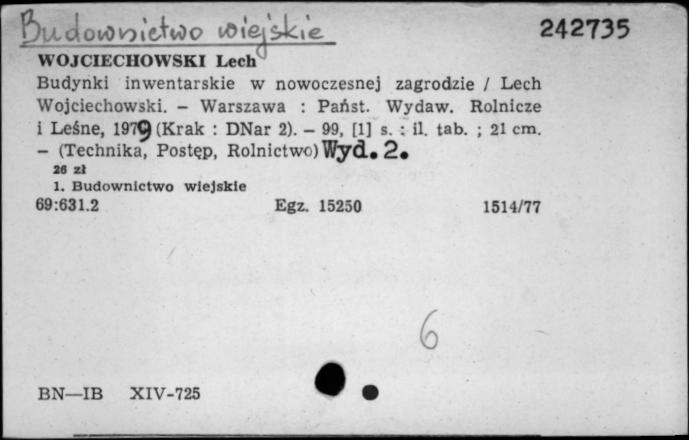 Budownictwo wiejskie 242735
WOJCIECHOWSKI Lech
Budynki inwentarskie w nowoczesnej zagrodzie / Lech
Wojciechowski. – Warszawa : Państ. Wydaw. Rolnicze
i Leśne, 1979 (Krak : DNar 2). – 99, [1] s. : il. tab. ; 21 cm.
– (Technika, Postęp, Rolnictwo) Wyd. 2.
26 zł
1. Budownictwo wiejskie
69:631.2 Egz. 15250 1514/77
6
BN—IB XIV-725